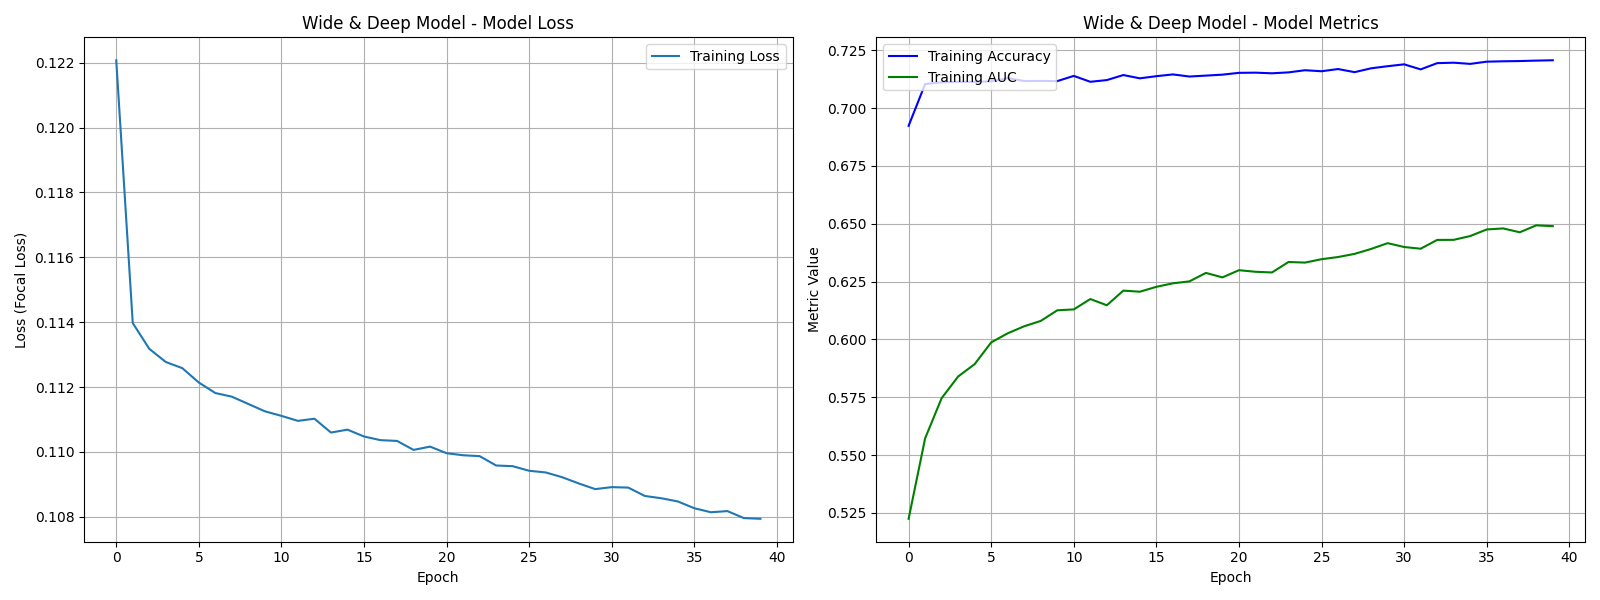 Wide & Deep Model - Model Loss
Training Loss
0.122
0.120
0.118
0.116
0.114
0.112
0.110
0.108
Loss (Focal Loss)
0 5 10 15 20 25 30 35 40
Epoch
Wide & Deep Model - Model Metrics
Training Accuracy
Training AUC
0.725
0.700
0.675
0.650
0.625
0.600
0.575
0.550
0.525
Metric Value
0 5 10 15 20 25 30 35 40
Epoch